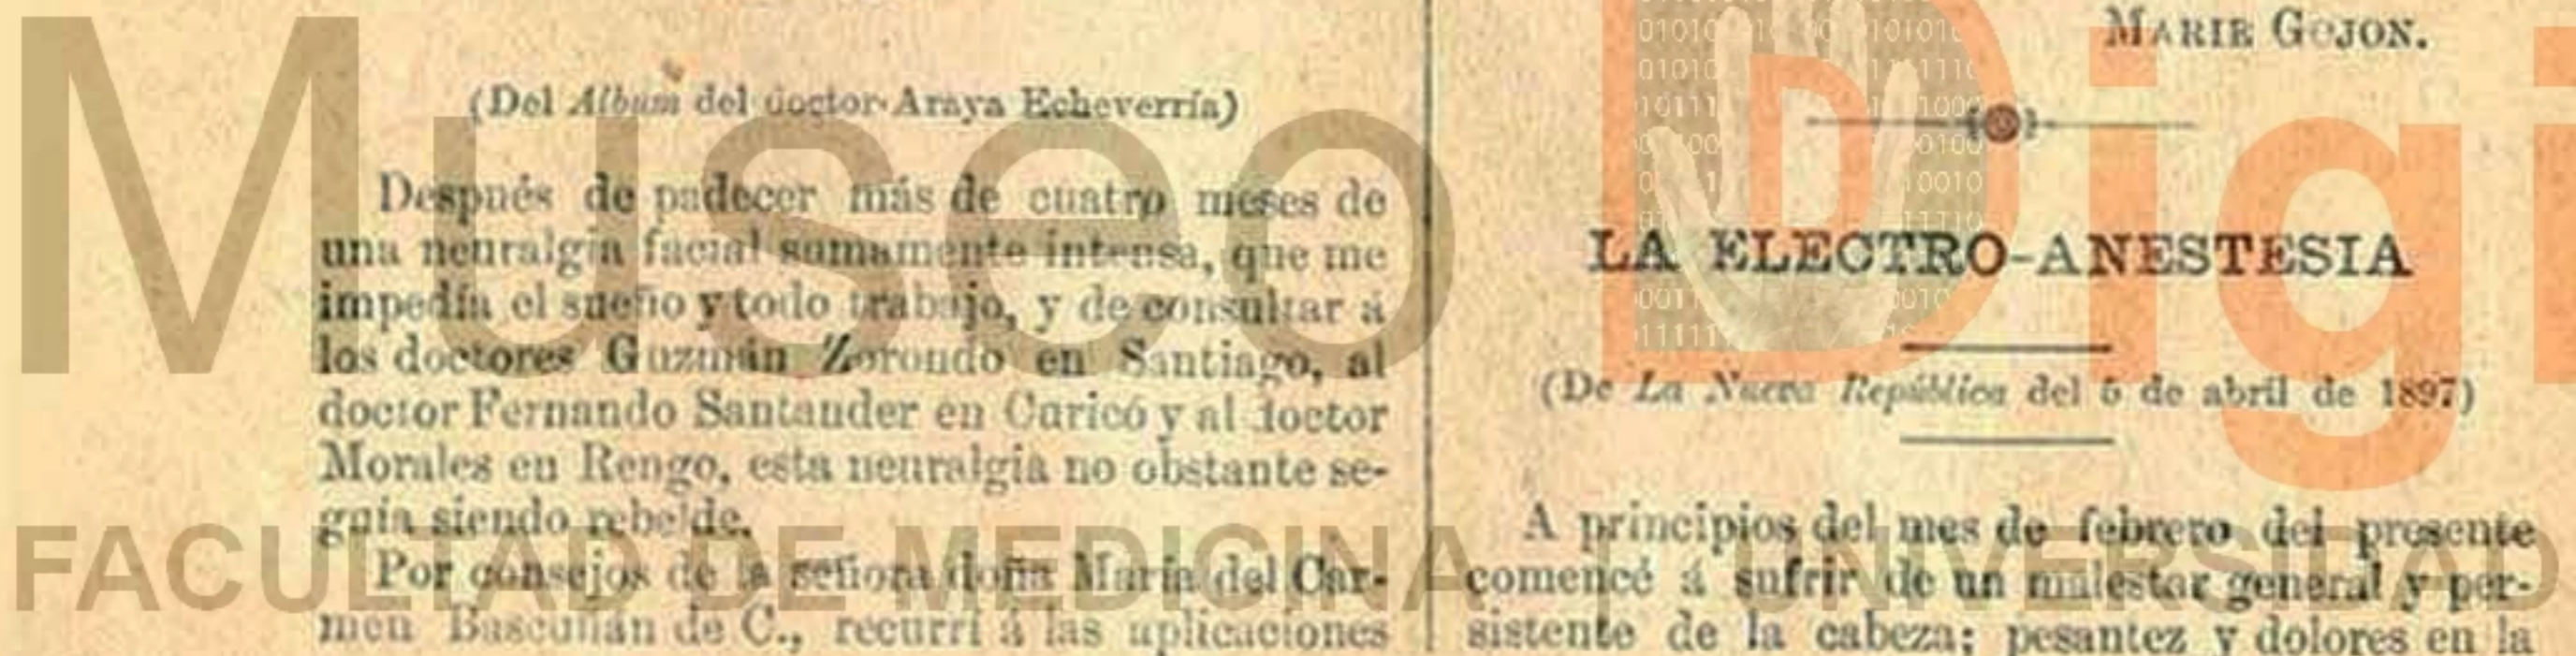 (Del Album del doctor Araya Echeverría)
Después de padecer más de cuatro meses de
una neuralgia facial sumamente intensa, que me
impedía el sueño y todo trabajo, y de consultar á
los doctores Guzmán Zorondo en Santiago, al
doctor Fernando Santander en Curicó y al doctor
Morales en Rengo, esta neuralgia no obstante se-
guía siendo rebelde.
Por consejos de la señora doña María del Car-
men Bascuñán de C., recurrí á las aplicaciones
MARIE GOJON.
LA ELECTRO-ANESTESIA
(De La Nueva República del 5 de abril de 1897)
A principios del mes de febrero del presente
comencé á sufrir de un malestar general y per-
sistente de la cabeza; pesantez y dolores en la
Museo Digi
FACULTAD DE MEDICINA | UNIVERSIDAD